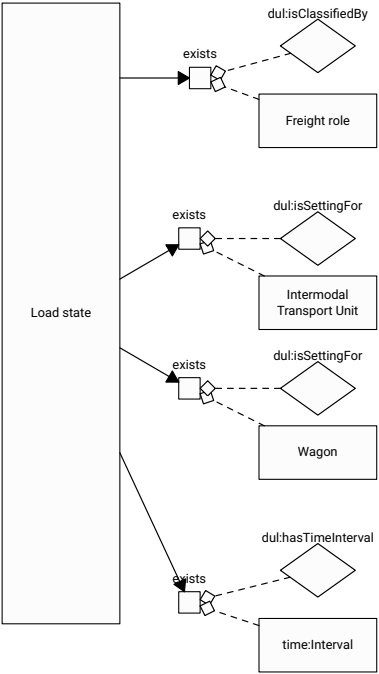 dul:isClassifiedBy
exists
Freight role
dul:isSettingFor
exists
Intermodal
Transport Unit
Load state
dul:isSettingFor
exists
Wagon
dul:hasTimeInterval
exists
time:Interval